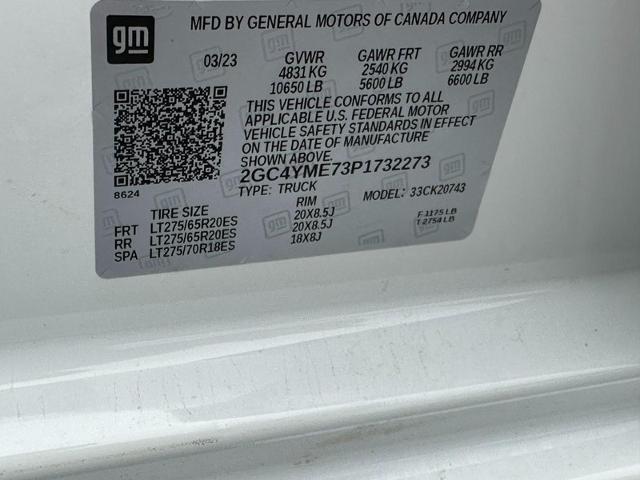 gm
MFD BY GENERAL MOTORS OF CANADA COMPANY
03/23 GVWR GAWR FRT GAWR RR
4831 KG 2540 KG 2994 KG
10650 LB 5600 LB 6600 LB
THIS VEHICLE CONFORMS TO ALL
APPLICABLE U.S. FEDERAL MOTOR
VEHICLE SAFETY STANDARDS IN EFFECT
ON THE DATE OF MANUFACTURE
SHOWN ABOVE.
8624
2GC4YME73P1732273
TYPE: TRUCK MODEL: 33CK20743
TIRE SIZE RIM
FRT LT275/65R20ES 20X8.5J F 1175 LB
RR LT275/65R20ES 20X8.5J T 2754 LB
SPA LT275/70R18ES 18X8J